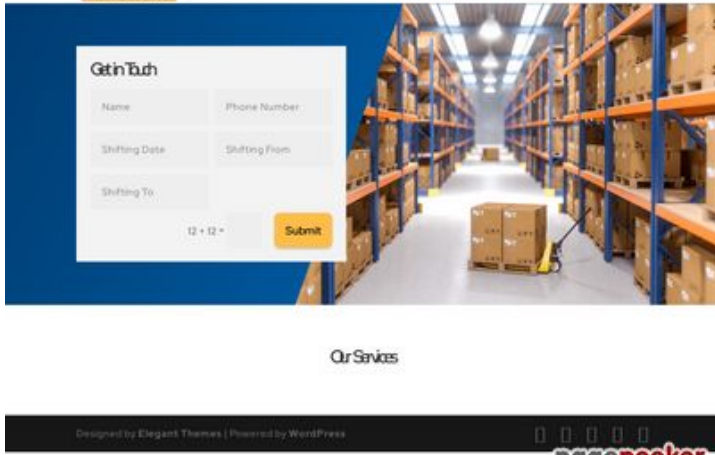 Get in Touch
Name Phone Number
Shifting Date Shifting From
Shifting To
12 + 12 = Submit
Our Services
Designed by Elegant Themes | Powered by WordPress